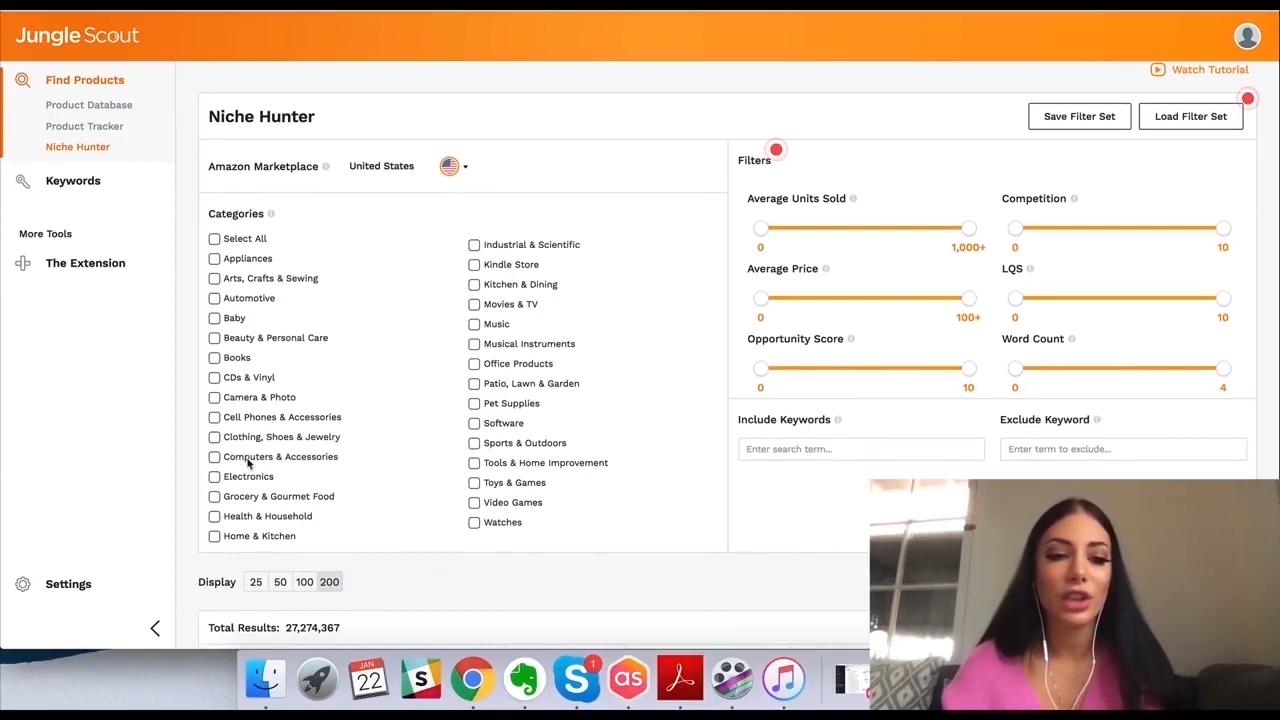 Jungle Scout
Find Products
Product Database
Product Tracker
Niche Hunter
Keywords
More Tools
The Extension
Settings
Watch Tutorial
Niche Hunter
Save Filter Set
Load Filter Set
Amazon Marketplace
United States
Categories
Select All
Appliances
Arts, Crafts & Sewing
Automotive
Baby
Beauty & Personal Care
Books
CDs & Vinyl
Camera & Photo
Cell Phones & Accessories
Clothing, Shoes & Jewelry
Computers & Accessories
Electronics
Grocery & Gourmet Food
Health & Household
Home & Kitchen
Industrial & Scientific
Kindle Store
Kitchen & Dining
Movies & TV
Music
Musical Instruments
Office Products
Patio, Lawn & Garden
Pet Supplies
Software
Sports & Outdoors
Tools & Home Improvement
Toys & Games
Video Games
Watches
Filters
Average Units Sold
0 1,000+
Competition
0 10
Average Price
0 100+
LQS
0 10
Opportunity Score
0 10
Word Count
0 4
Include Keywords
Enter search term...
Exclude Keyword
Enter term to exclude...
Display 25 50 100 200
Total Results: 27,274,367
JAN
22
S
S
1
as